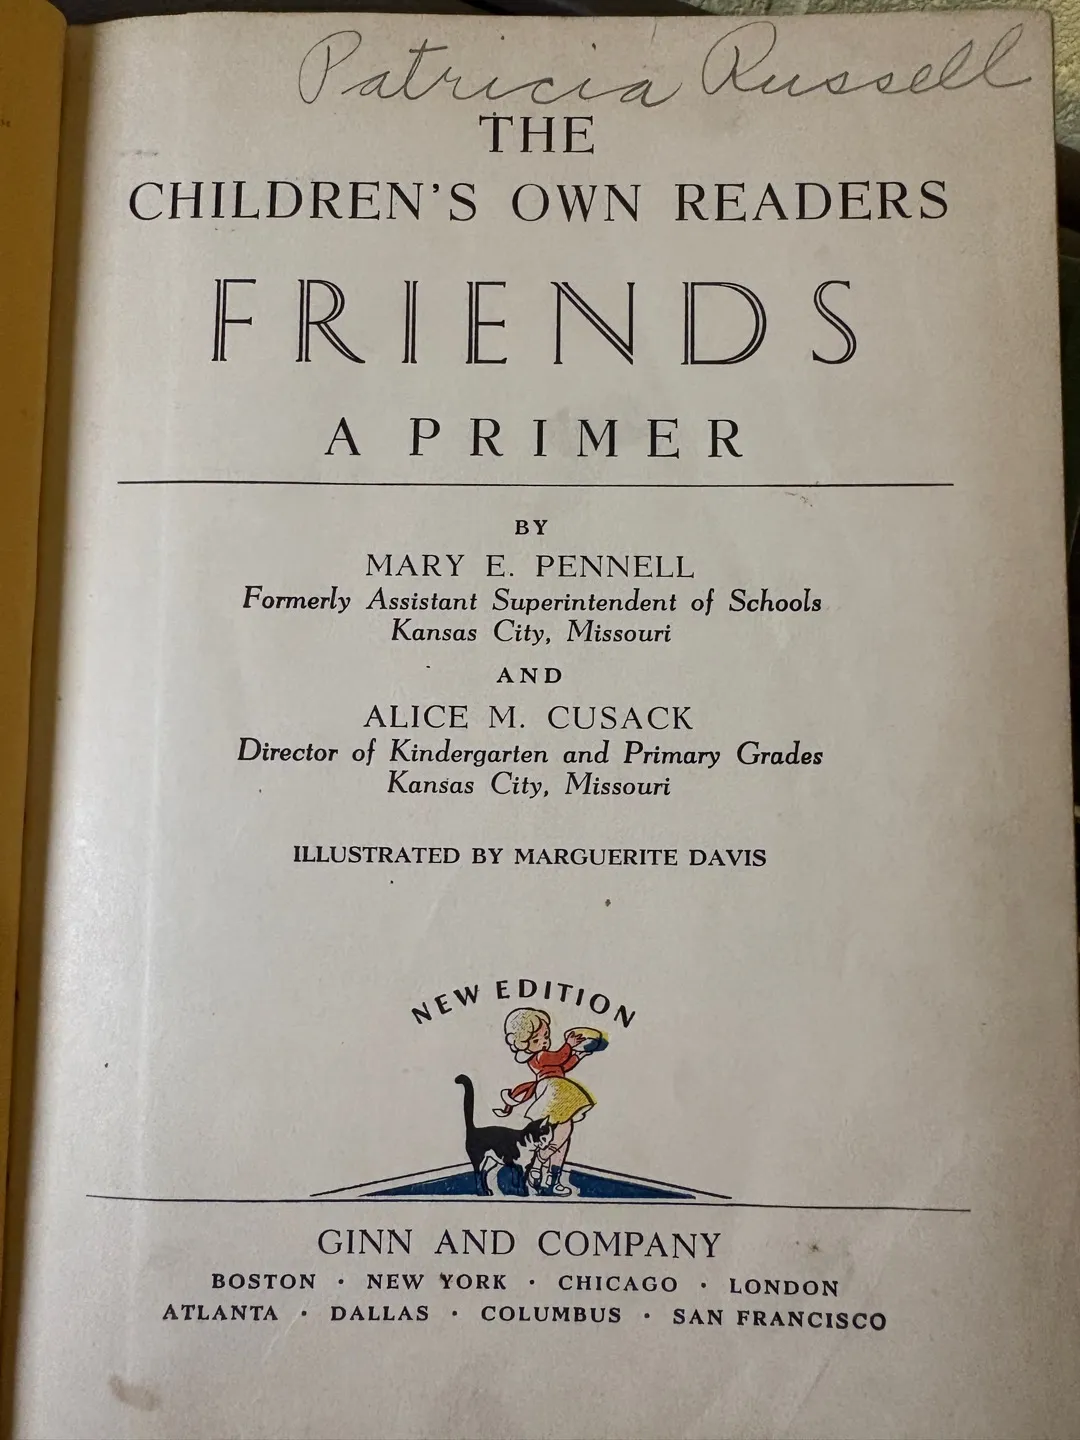 Patricia Russell
THE
CHILDREN'S OWN READERS
FRIENDS
A PRIMER
BY
MARY E. PENNELL
Formerly Assistant Superintendent of Schools
Kansas City, Missouri
AND
ALICE M. CUSACK
Director of Kindergarten and Primary Grades
Kansas City, Missouri
ILLUSTRATED BY MARGUERITE DAVIS
NEW EDITION
GINN AND COMPANY
BOSTON · NEW YORK · CHICAGO · LONDON
ATLANTA · DALLAS · COLUMBUS · SAN FRANCISCO